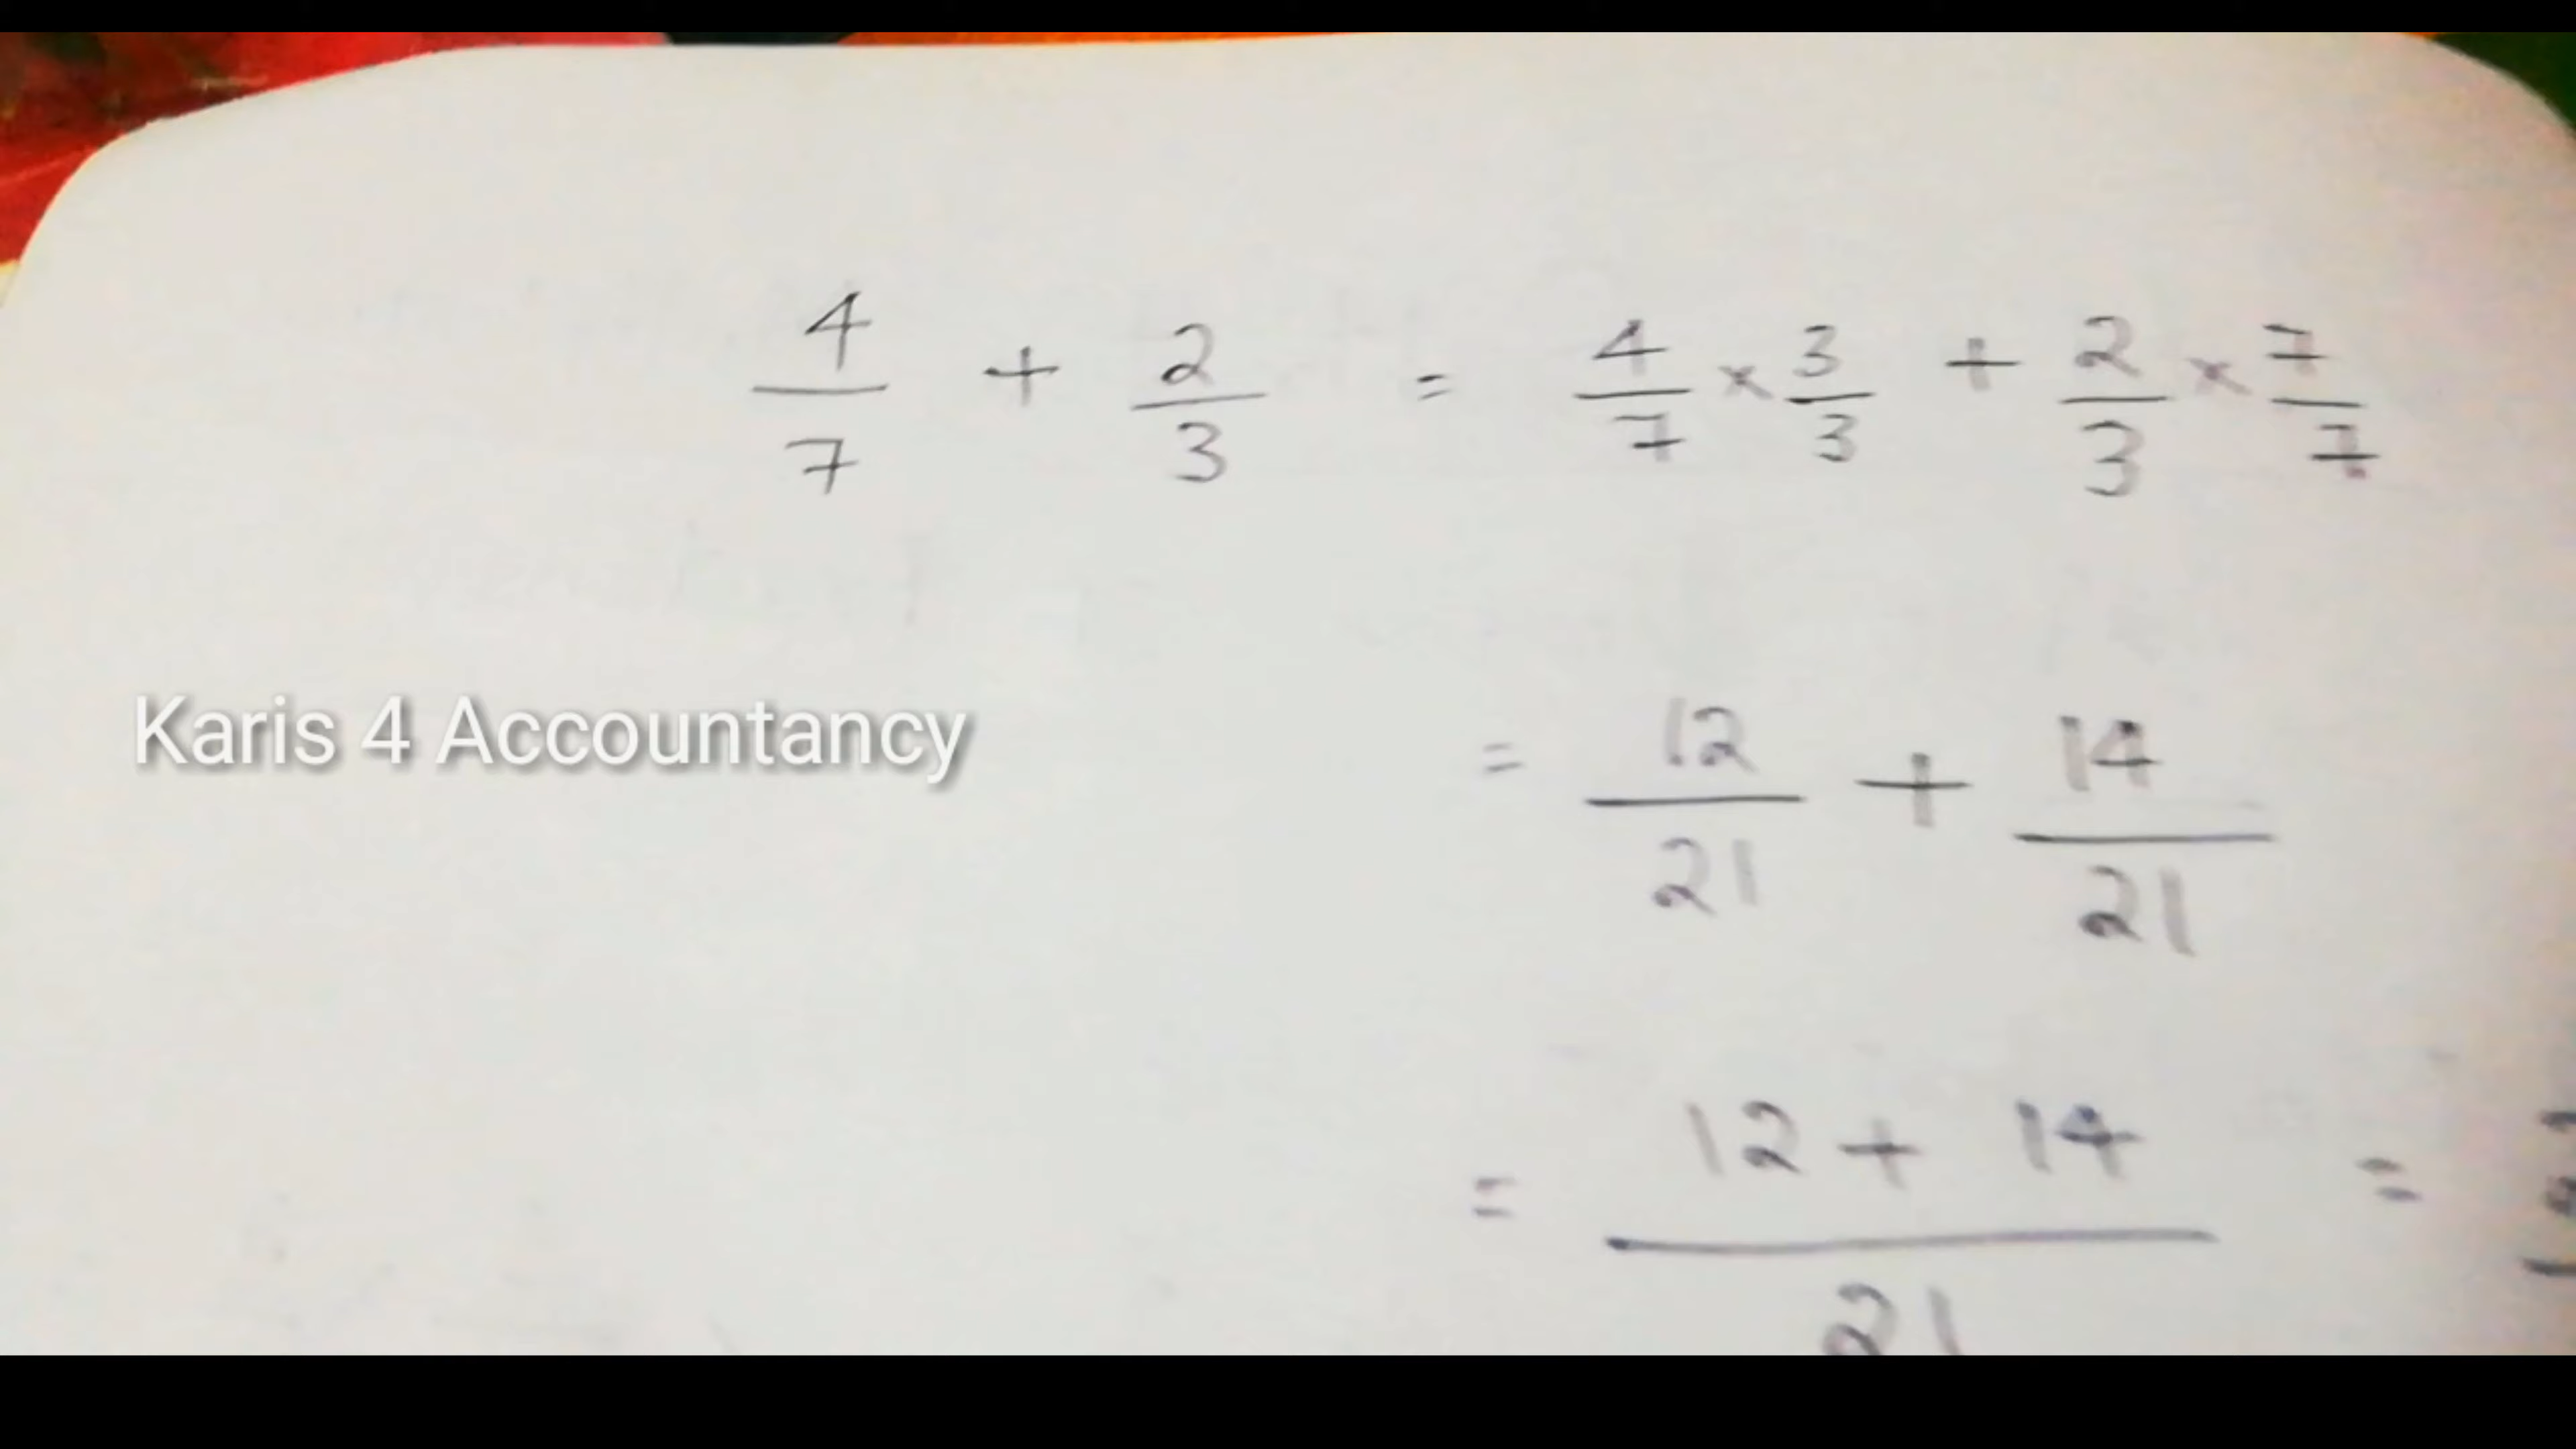 4/7 + 2/3 = 4/7 × 3/3 + 2/3 × 7/7
Karis 4 Accountancy
= 12/21 + 14/21
= 12 + 14/21 =